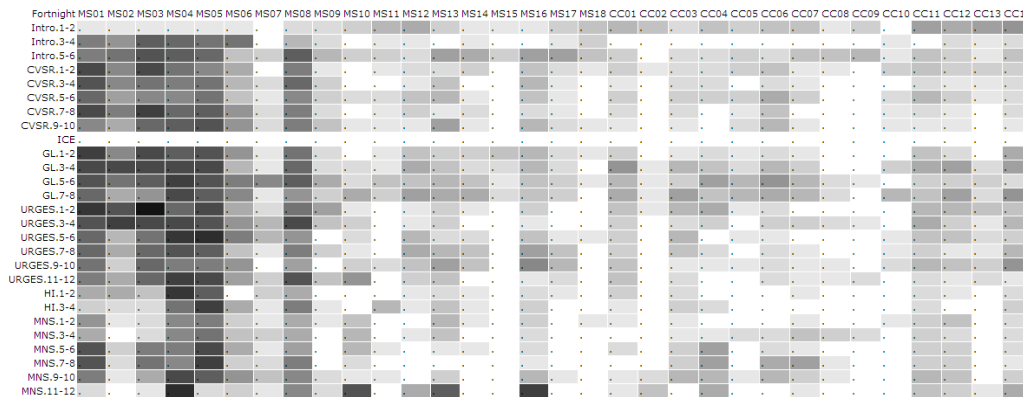 Fortnight MS01 MS02 MS03 MS04 MS05 MS06 MS07 MS08 MS09 MS10 MS11 MS12 MS13 MS14 MS15 MS16 MS17 MS18 CC01 CC02 CC03 CC04 CC05 CC06 CC07 CC08 CC09 CC10 CC11 CC12 CC13 CC1
Intro.1-2
Intro.3-4
Intro.5-6
CVSR.1-2
CVSR.3-4
CVSR.5-6
CVSR.7-8
CVSR.9-10
ICE
GL.1-2
GL.3-4
GL.5-6
GL.7-8
URGES.1-2
URGES.3-4
URGES.5-6
URGES.7-8
URGES.9-10
URGES.11-12
HI.1-2
HI.3-4
MNS.1-2
MNS.3-4
MNS.5-6
MNS.7-8
MNS.9-10
MNS.11-12